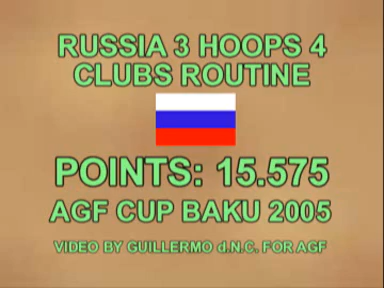 RUSSIA 3 HOOPS 4
CLUBS ROUTINE
POINTS: 15.575
AGF CUP BAKU 2005
VIDEO BY GUILLERMO d.N.C. FOR AGF